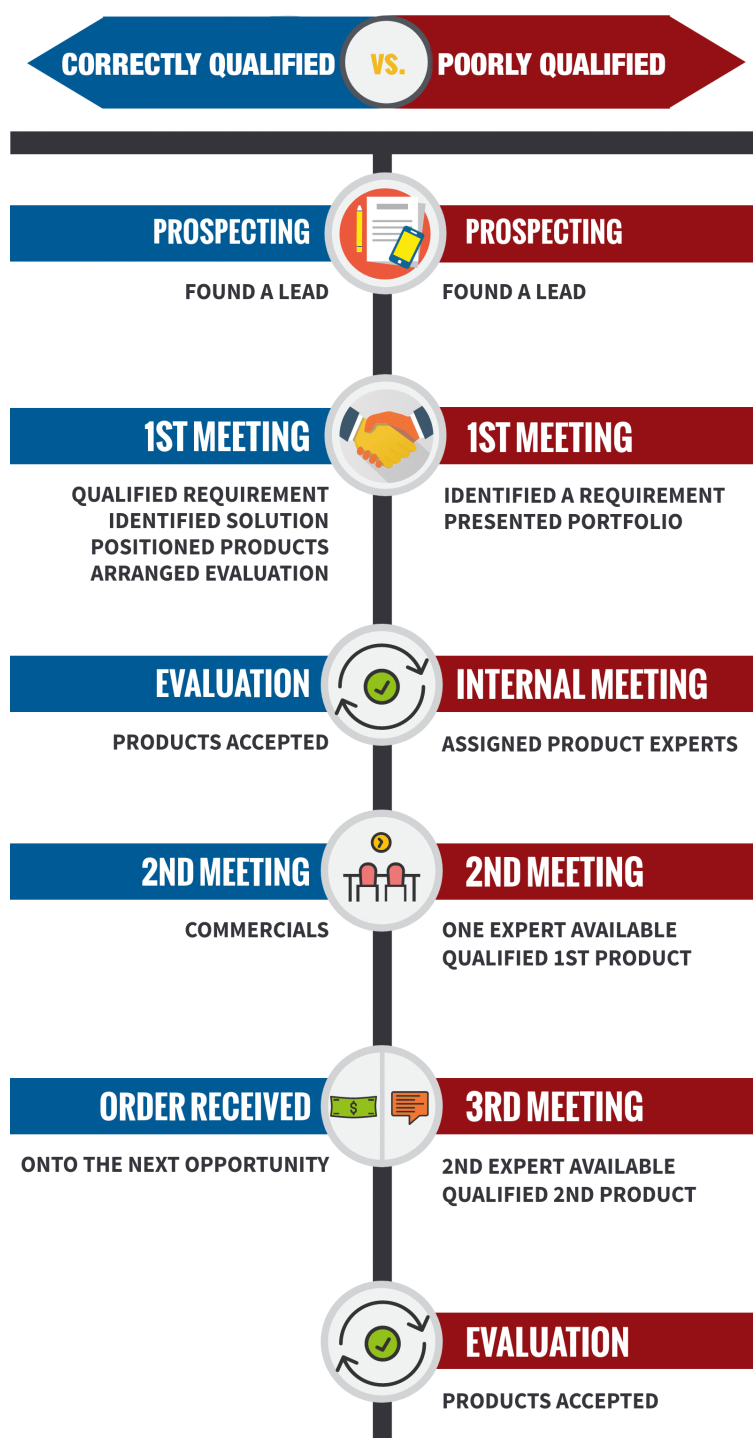 CORRECTLY QUALIFIED VS. POORLY QUALIFIED
PROSPECTING
FOUND A LEAD
PROSPECTING
FOUND A LEAD
1ST MEETING
QUALIFIED REQUIREMENT
IDENTIFIED SOLUTION
POSITIONED PRODUCTS
ARRANGED EVALUATION
1ST MEETING
IDENTIFIED A REQUIREMENT
PRESENTED PORTFOLIO
EVALUATION
PRODUCTS ACCEPTED
INTERNAL MEETING
ASSIGNED PRODUCT EXPERTS
2ND MEETING
COMMERCIALS
2ND MEETING
ONE EXPERT AVAILABLE
QUALIFIED 1ST PRODUCT
ORDER RECEIVED
ONTO THE NEXT OPPORTUNITY
$
3RD MEETING
2ND EXPERT AVAILABLE
QUALIFIED 2ND PRODUCT
EVALUATION
PRODUCTS ACCEPTED